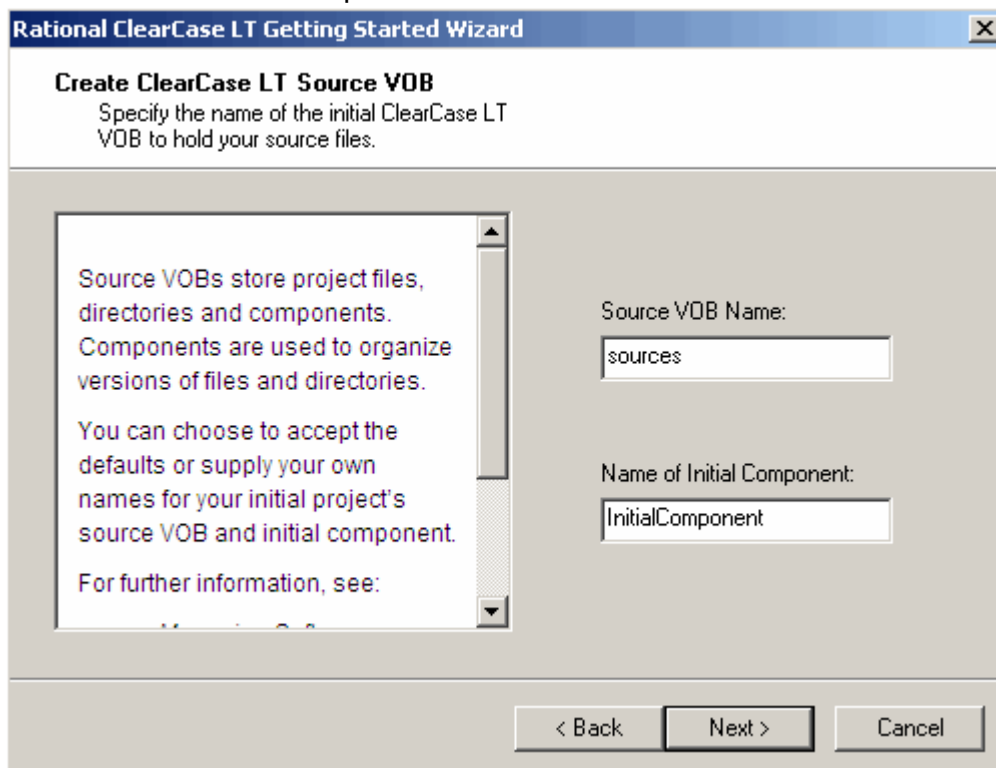 Rational ClearCase LT Getting Started Wizard
Create ClearCase LT Source VOB
Specify the name of the initial ClearCase LT
VOB to hold your source files.
Source VOBs store project files,
directories and components.
Components are used to organize
versions of files and directories.
You can choose to accept the
defaults or supply your own
names for your initial project's
source VOB and initial component.
For further information, see:
Source VOB Name:
sources
Name of Initial Component:
InitialComponent
< Back
Next >
Cancel